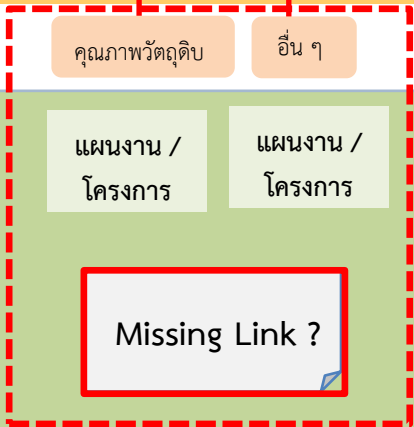 คุณภาพวัตถุดิบ
อื่น ๆ
แผนงาน /
โครงการ
แผนงาน /
โครงการ
Missing Link ?